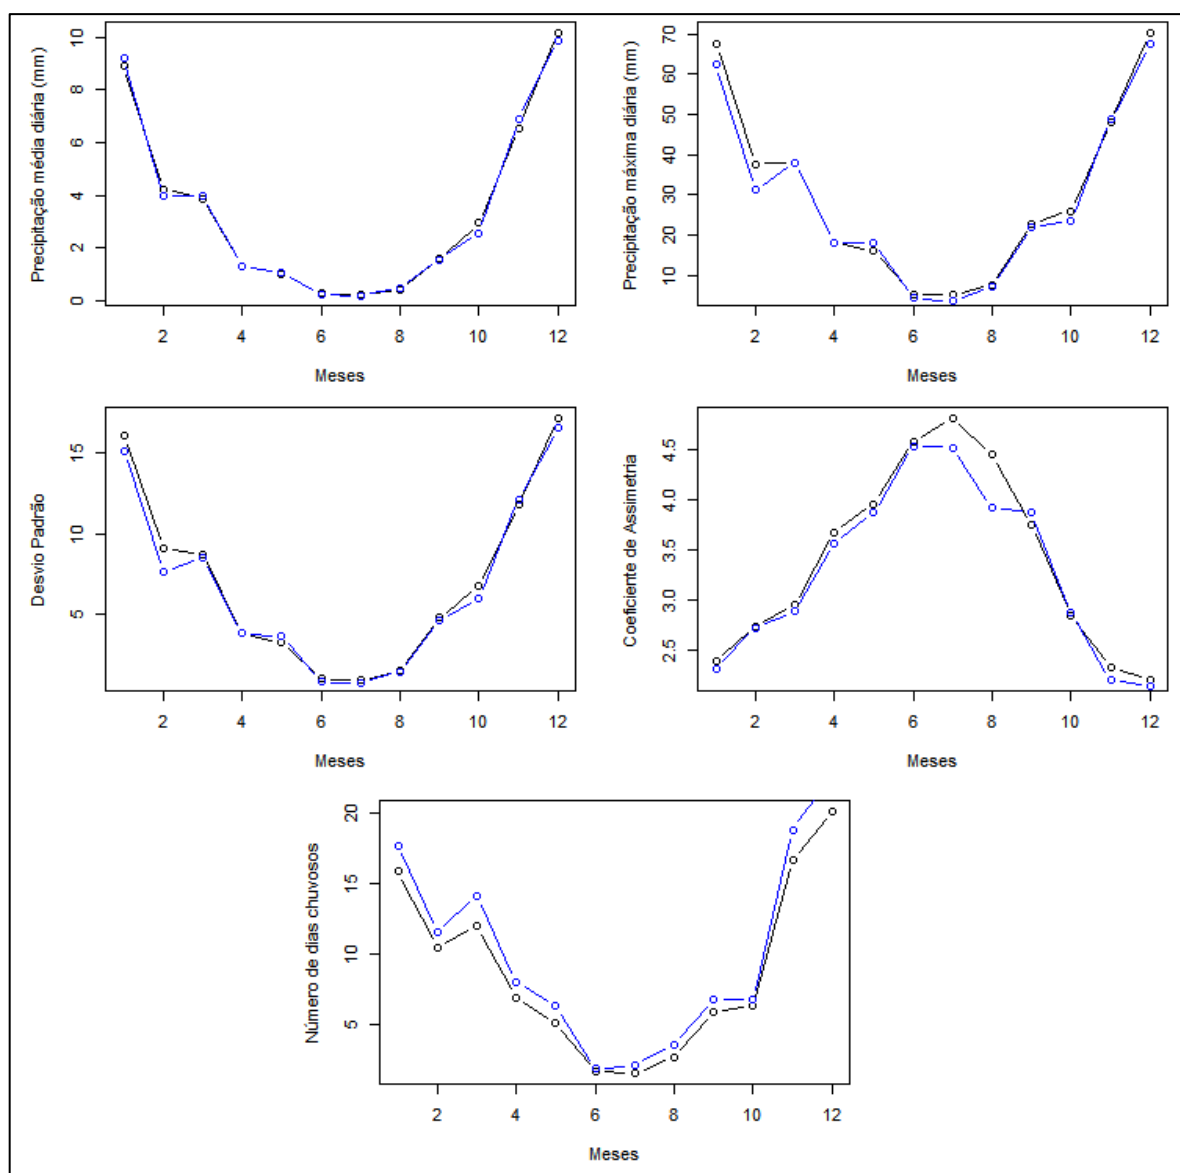 Precipitação média diária (mm)
10
8
6
4
2
0
2 4 6 8 10 12
Meses
Precipitação máxima diária (mm)
70
60
50
40
30
20
10
2 4 6 8 10 12
Meses
Desvio Padrão
15
10
5
2 4 6 8 10 12
Meses
Coeficiente de Assimetria
4.5
4.0
3.5
3.0
2.5
2 4 6 8 10 12
Meses
Número de dias chuvosos
20
15
10
5
2 4 6 8 10 12
Meses